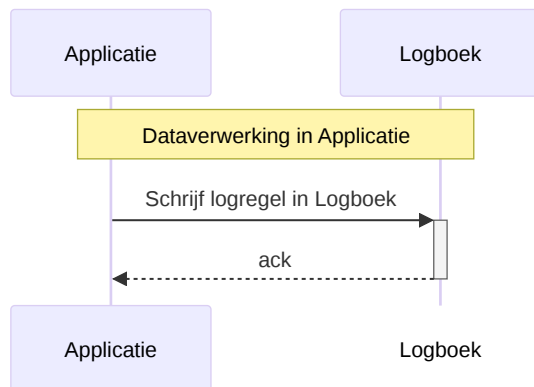 Applicatie
Logboek
Dataverwerking in Applicatie
Schrijf logregel in Logboek
ack
Applicatie
Logboek